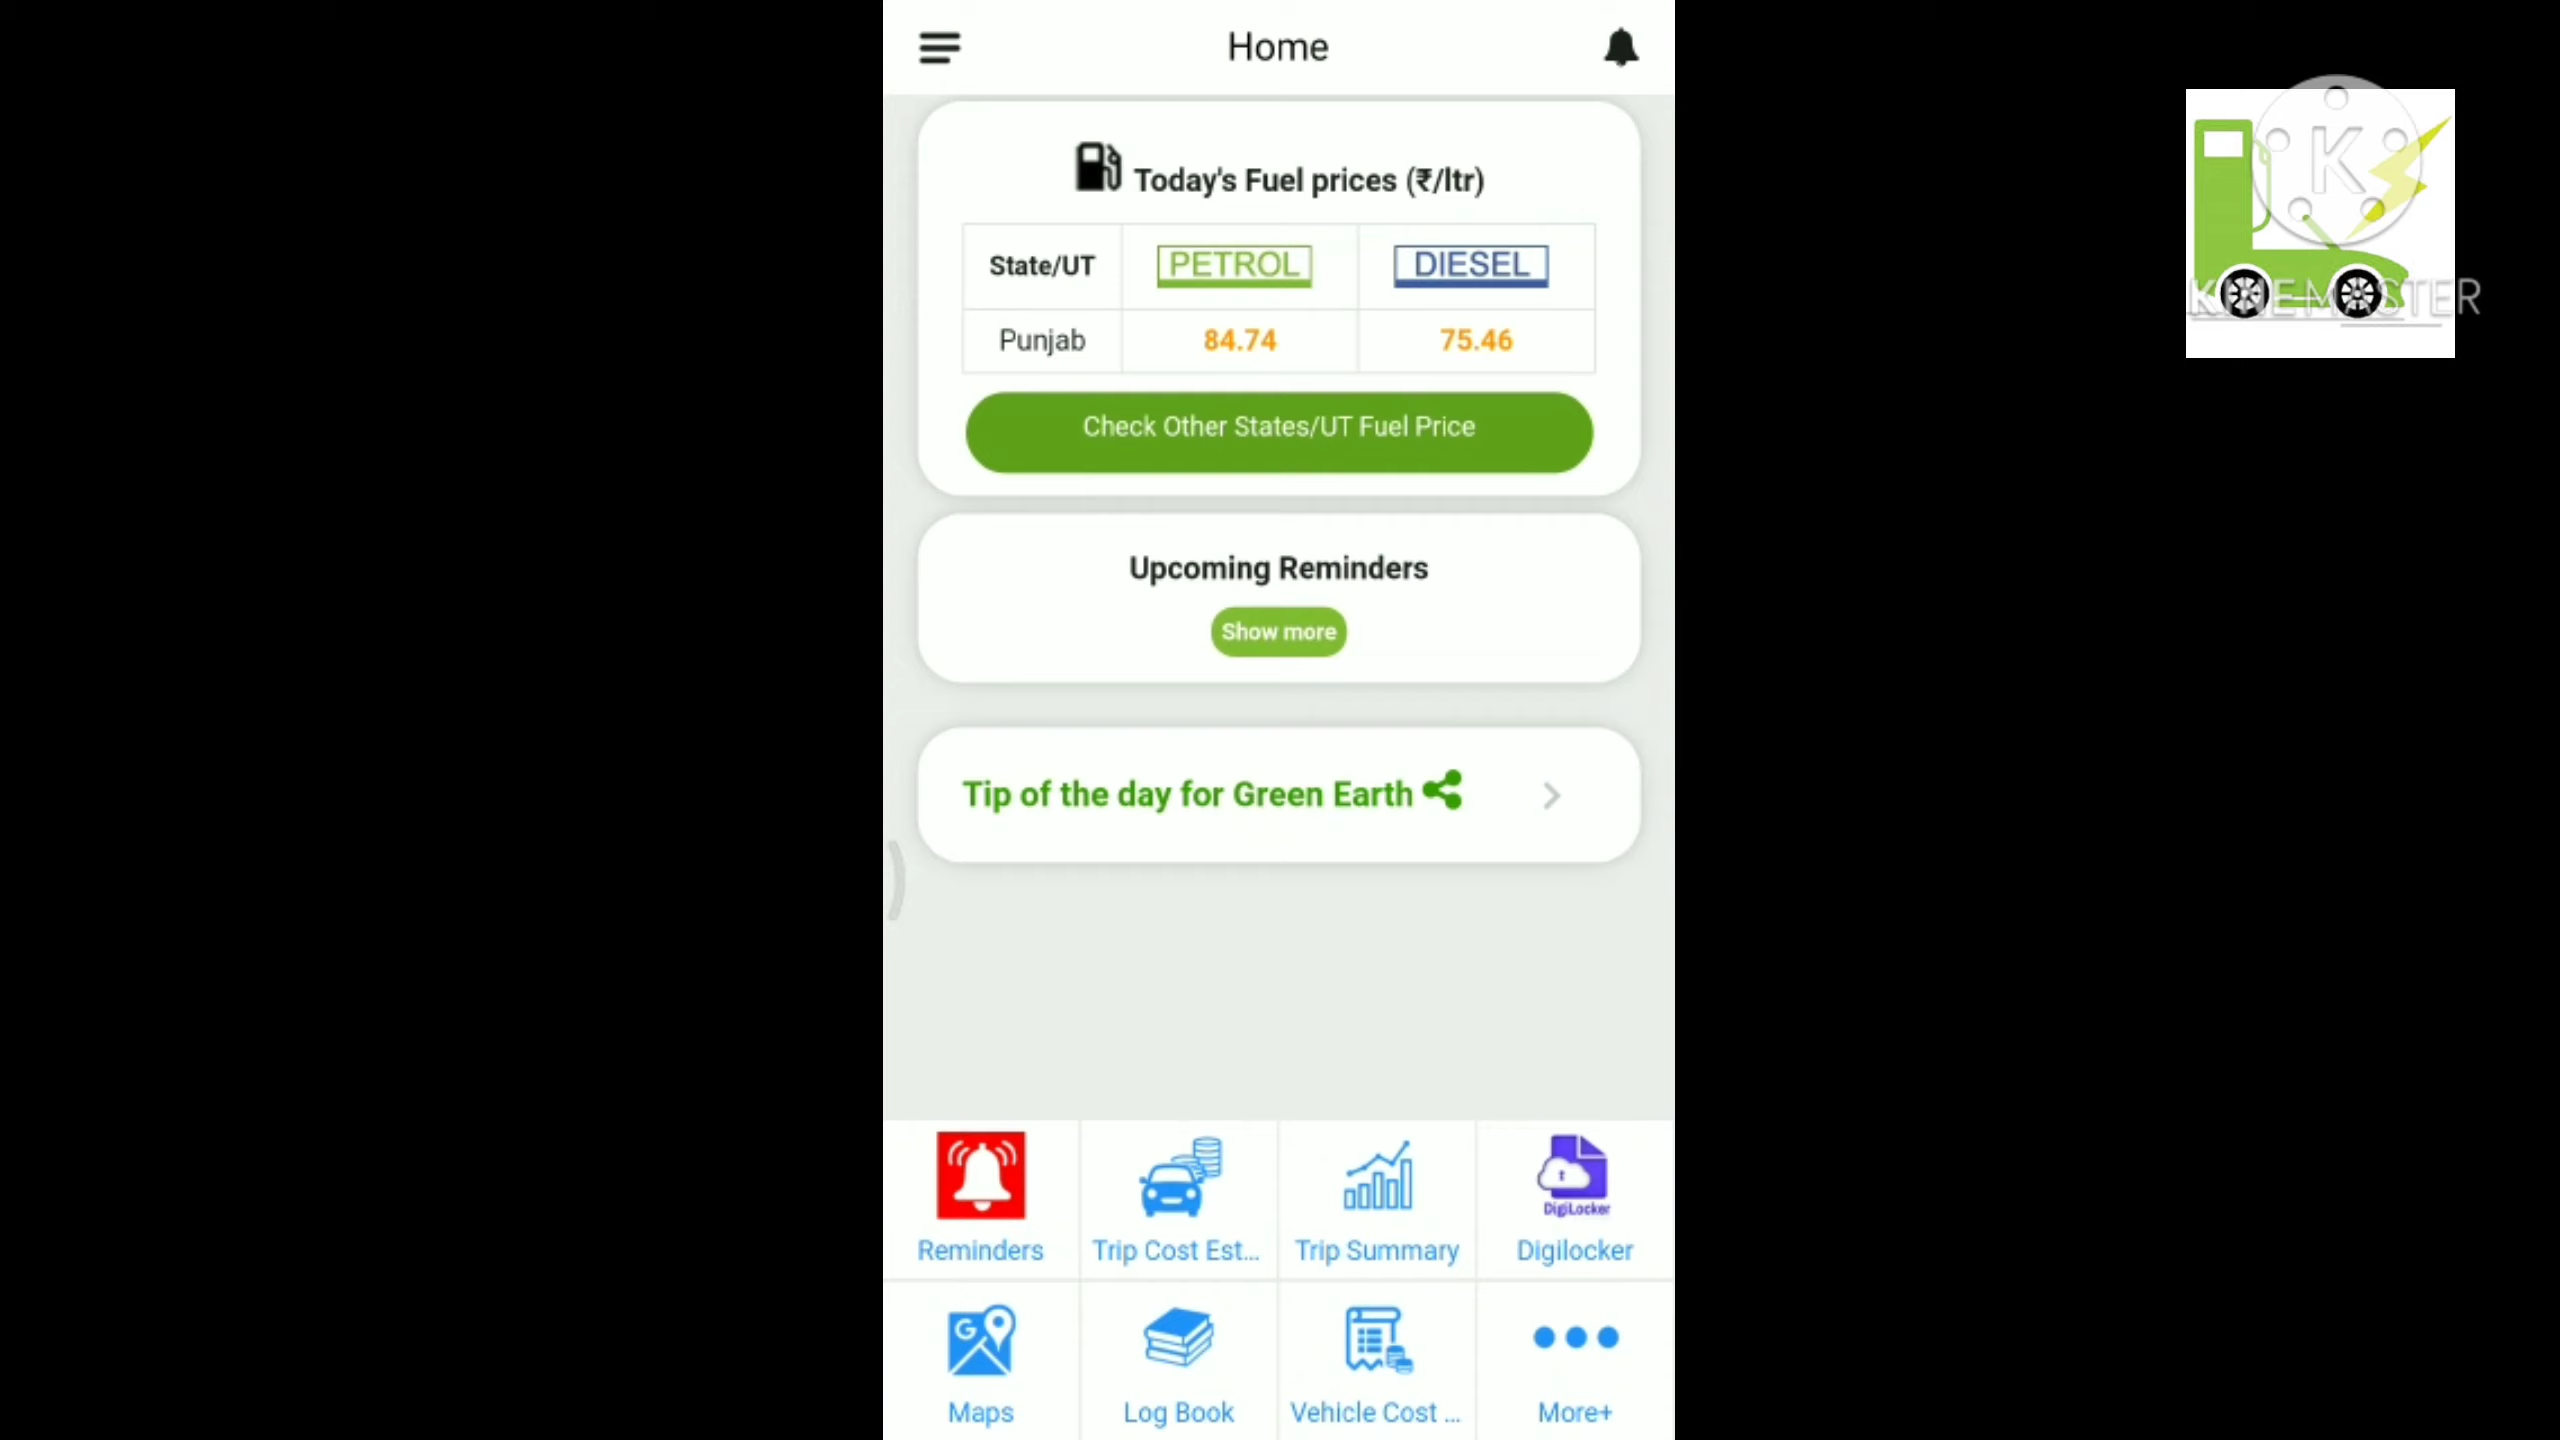 Home
Today's Fuel prices (₹/ltr)
State/UT PETROL DIESEL
Punjab 84.74 75.46
Check Other States/UT Fuel Price
Upcoming Reminders
Show more
Tip of the day for Green Earth
DigiLocker
Reminders Trip Cost Est... Trip Summary Digilocker
G
Maps Log Book Vehicle Cost ... More+
K
KINEMASTER